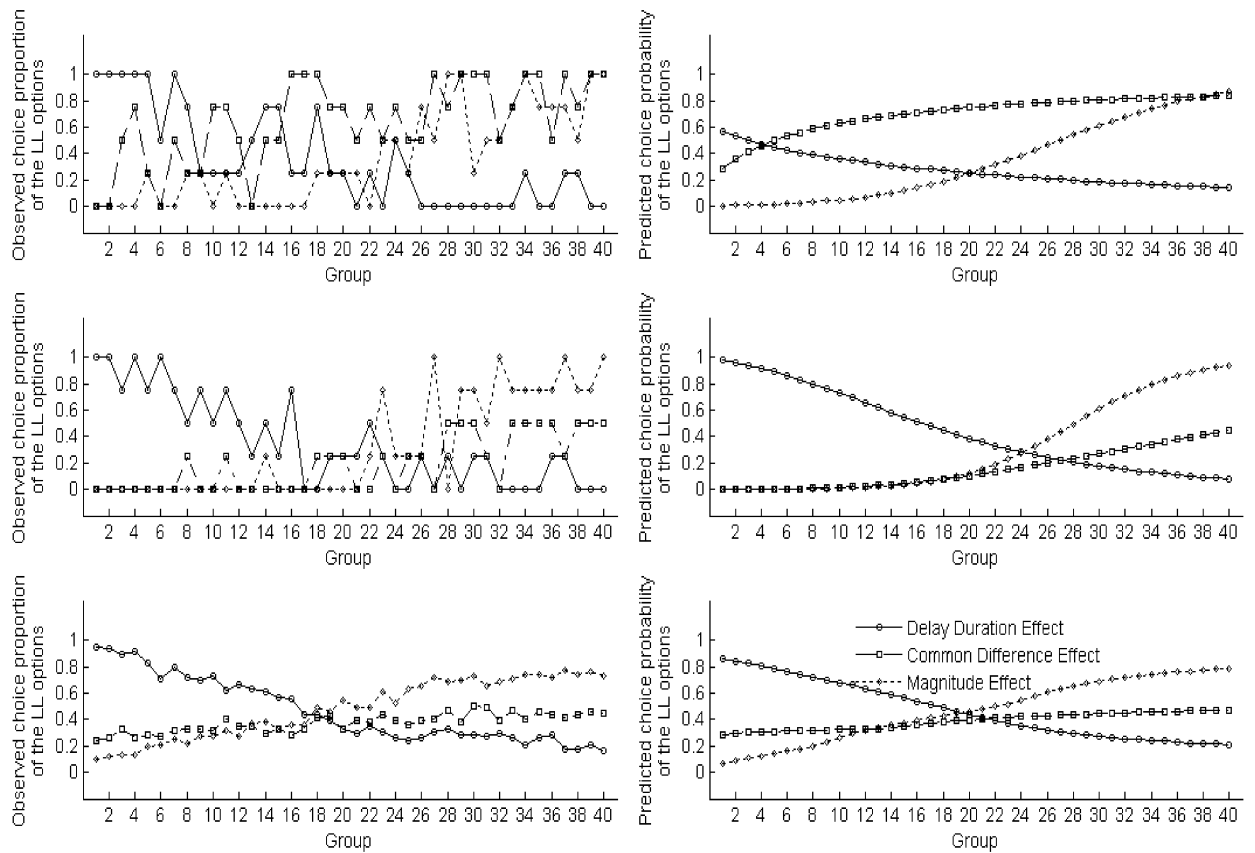 Observed choice proportion
of the LL options
1
0.8
0.6
0.4
0.2
0
2 4 6 8 10 12 14 16 18 20 22 24 26 28 30 32 34 36 38 40
Group
Predicted choice probability
of the LL options
1
0.8
0.6
0.4
0.2
0
2 4 6 8 10 12 14 16 18 20 22 24 26 28 30 32 34 36 38 40
Group
Observed choice proportion
of the LL options
1
0.8
0.6
0.4
0.2
0
2 4 6 8 10 12 14 16 18 20 22 24 26 28 30 32 34 36 38 40
Group
Predicted choice probability
of the LL options
1
0.8
0.6
0.4
0.2
0
2 4 6 8 10 12 14 16 18 20 22 24 26 28 30 32 34 36 38 40
Group
Observed choice proportion
of the LL options
1
0.8
0.6
0.4
0.2
0
2 4 6 8 10 12 14 16 18 20 22 24 26 28 30 32 34 36 38 40
Group
Predicted choice probability
of the LL options
1
0.8
0.6
0.4
0.2
0
Delay Duration Effect
Common Difference Effect
Magnitude Effect
2 4 6 8 10 12 14 16 18 20 22 24 26 28 30 32 34 36 38 40
Group